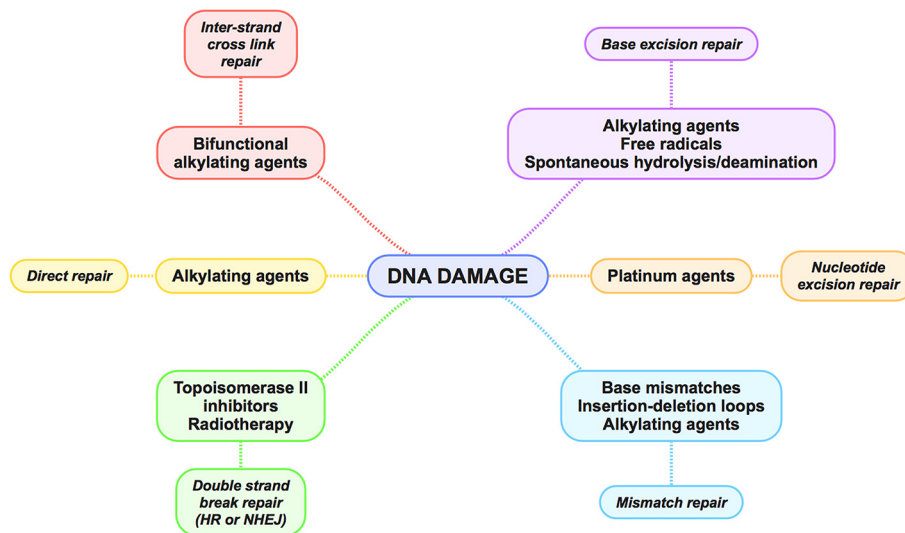 Inter-strand
cross link
repair
Base excision repair
Bifunctional
alkylating agents
Alkylating agents
Free radicals
Spontaneous hydrolysis/deamination
Direct repair
Alkylating agents
DNA DAMAGE
Platinum agents
Nucleotide
excision repair
Topoisomerase II
inhibitors
Radiotherapy
Base mismatches
Insertion-deletion loops
Alkylating agents
Double strand
break repair
(HR or NHEJ)
Mismatch repair